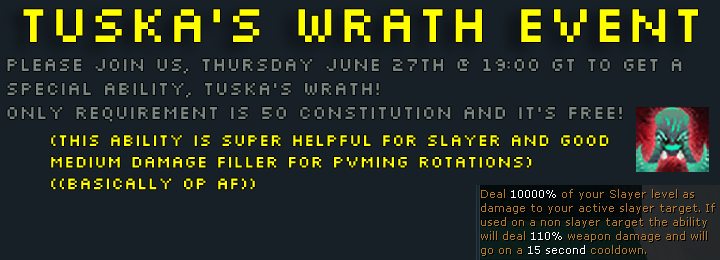 TUSKA'S WRATH EVENT
PLEASE JOIN US, THURSDAY JUNE 27TH @ 19:00 GT TO GET A
SPECIAL ABILITY, TUSKA'S WRATH!
ONLY REQUIREMENT IS 50 CONSTITUTION AND IT'S FREE!
(THIS ABILITY IS SUPER HELPFUL FOR SLAYER AND GOOD
MEDIUM DAMAGE FILLER FOR PVMING ROTATIONS)
((BASICALLY OP AF))
Deal 10000% of your Slayer level as
damage to your active slayer target. If
used on a non slayer target the ability
will deal 110% weapon damage and will
go on a 15 second cooldown.